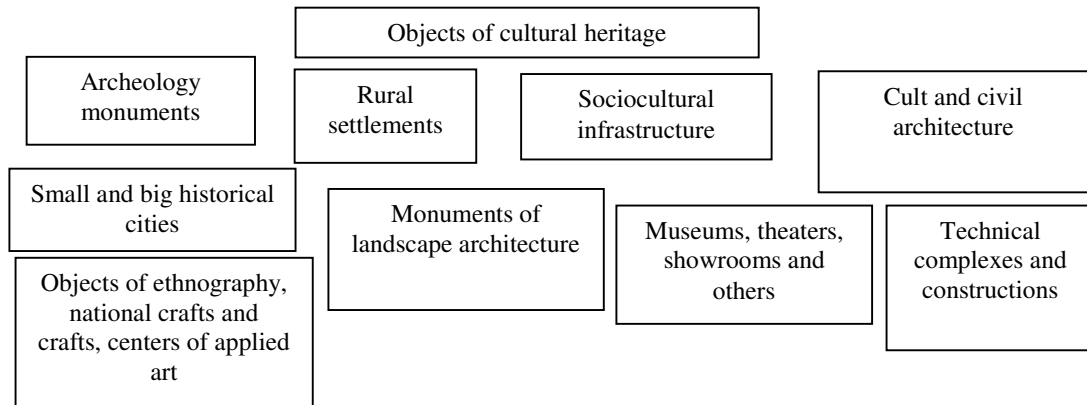 Objects of cultural heritage
Archeology
monuments
Rural
settlements
Sociocultural
infrastructure
Cult and civil
architecture
Small and big historical
cities
Monuments of
landscape architecture
Museums, theaters,
showrooms and
others
Technical
complexes and
constructions
Objects of ethnography,
national crafts and
crafts, centers of applied
art